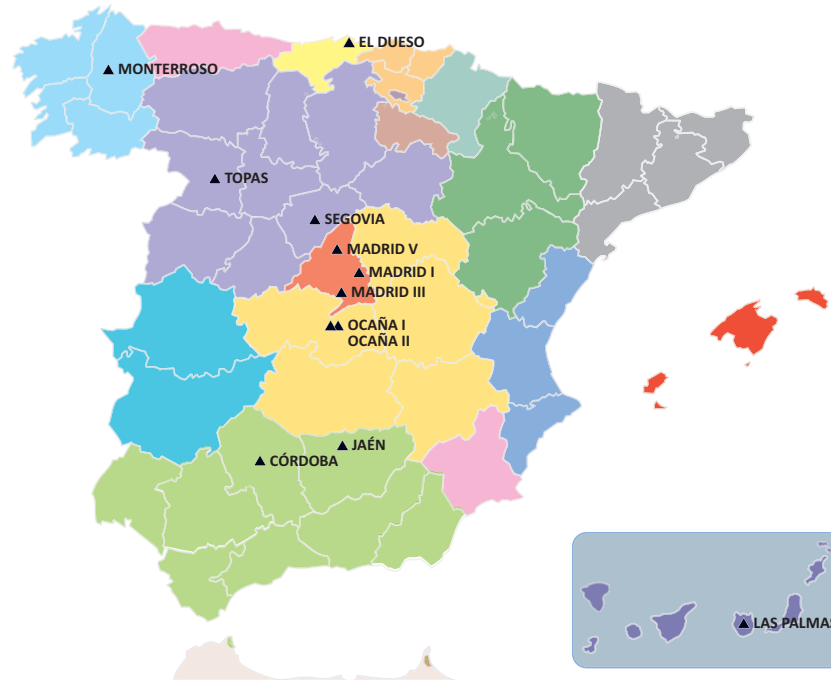 EL DUESO
MONTERROSO
TOPAS
SEGOVIA
MADRID V
MADRID I
MADRID III
OCAÑA I
OCAÑA II
JAÉN
CÓRDOBA
LAS PALMAS